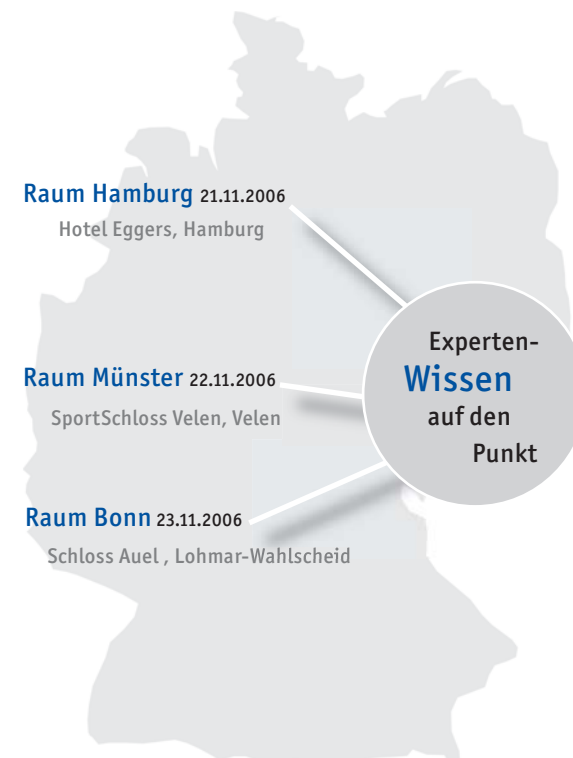 Raum Hamburg 21.11.2006
Hotel Eggers, Hamburg
Raum Münster 22.11.2006
SportSchloss Velen, Velen
Raum Bonn 23.11.2006
Schloss Auel , Lohmar-Wahlscheid
Experten-
Wissen
auf den
Punkt